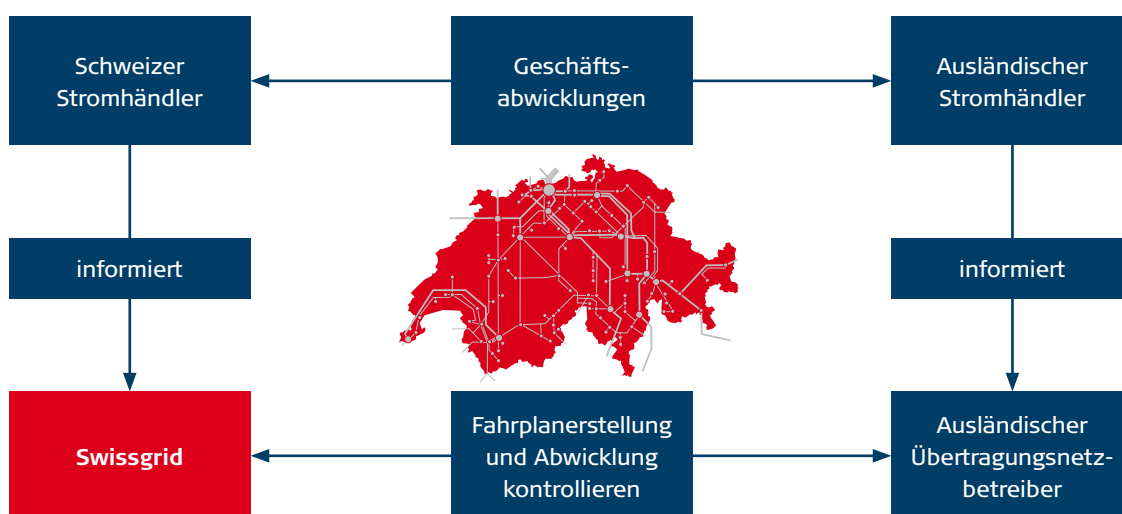 Schweizer
Stromhändler
Geschäfts-
abwicklungen
Ausländischer
Stromhändler
informiert
informiert
Swissgrid
Fahrplanerstellung
und Abwicklung
kontrollieren
Ausländischer
Übertragungsnetz-
betreiber